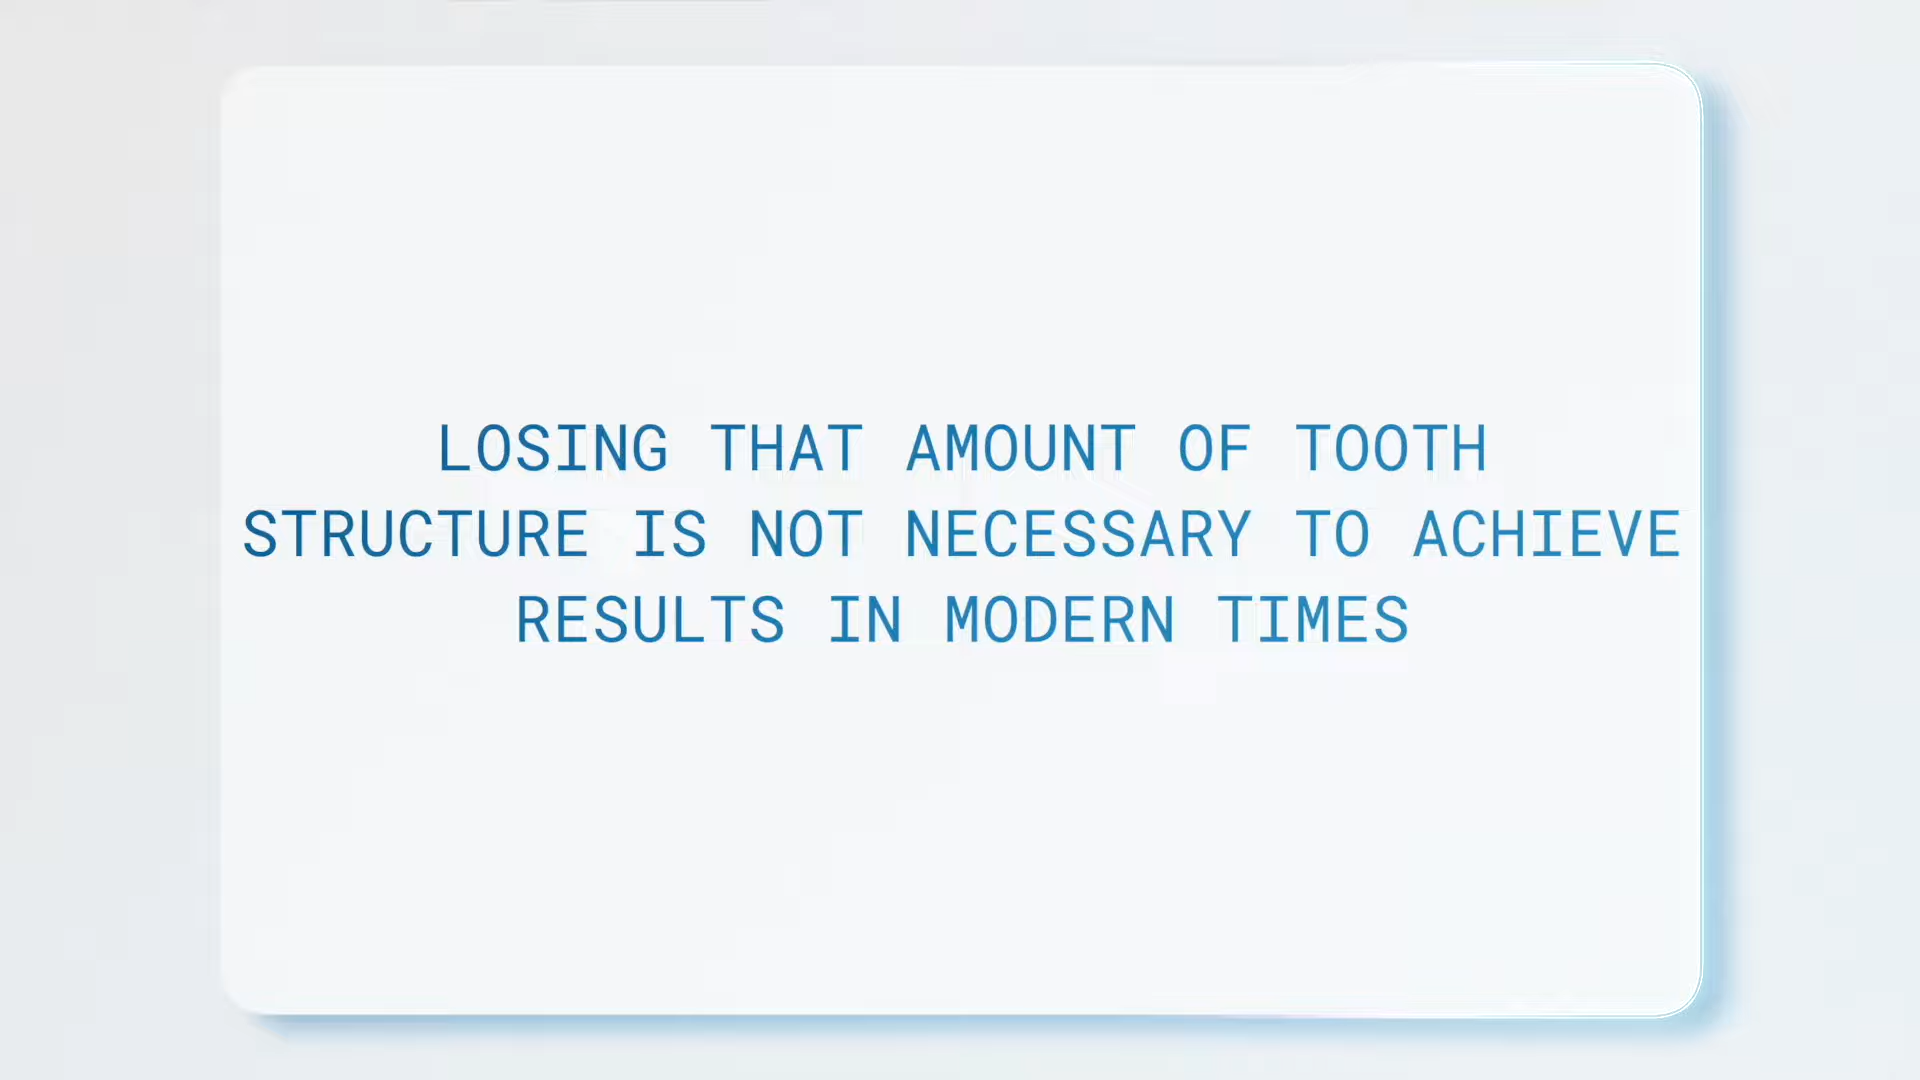 LOSING THAT AMOUNT OF TOOTH
STRUCTURE IS NOT NECESSARY TO ACHIEVE
RESULTS IN MODERN TIMES